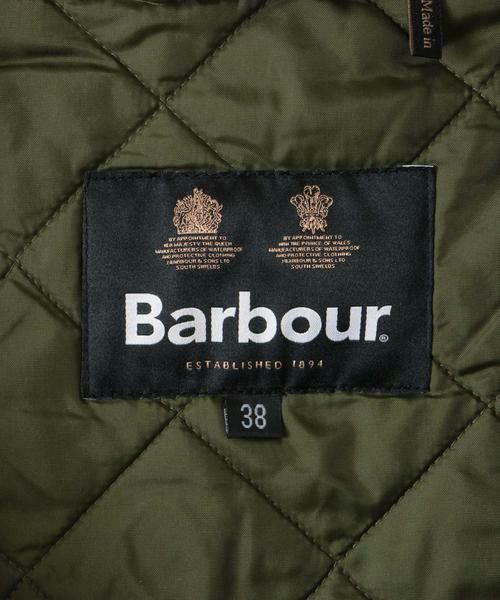 Made in
BY APPOINTMENT TO
HER MAJESTY THE QUEEN
MANUFACTURERS OF WATERPROOF
AND PROTECTIVE CLOTHING
J BARBOUR & SONS LTD
SOUTH SHIELDS
BY APPOINTMENT TO
HRH THE PRINCE OF WALES
MANUFACTURERS OF WATERPROOF
AND PROTECTIVE CLOTHING
J BARBOUR & SONS LTD
SOUTH SHIELDS
Barbour®
ESTABLISHED 1894
38